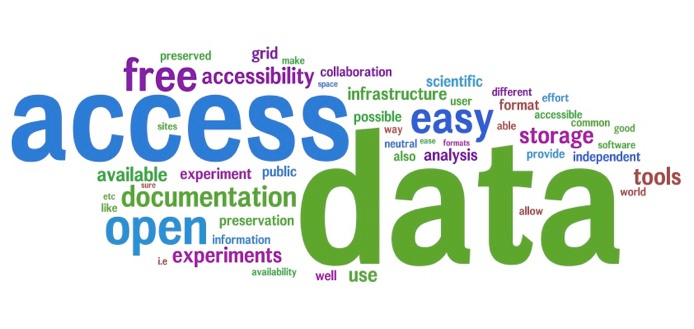 preserved
grid
make
free
accessibility
collaboration
space
scientific
infrastructure
user
different
format
effort
access
sites
possible
way
easy
able
accessible
common
good
storage
neutral
ease
formats
software
also
analysis
provide
independent
available
sure
experiment
public
data
tools
world
etc
like
documentation
allow
open
preservation
information
i.e
experiments
availability
well
use